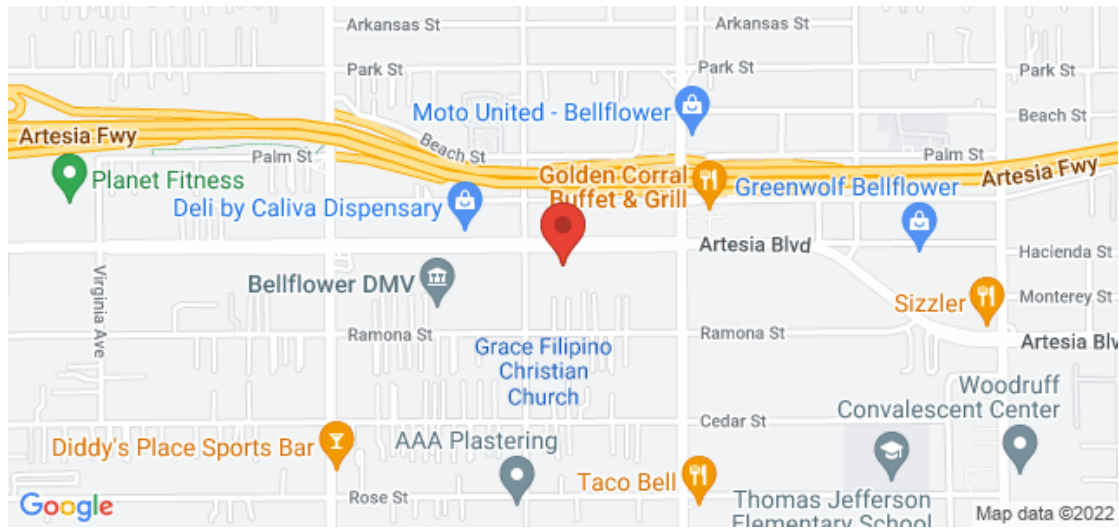 Arkansas St
Arkansas St
Park St
Park St
Park St
Moto United - Bellflower
Beach St
Artesia Fwy
Beach St
Palm St
Palm St
Planet Fitness
Golden Corral
Buffet & Grill
Greenwolf Bellflower
Artesia Fwy
Deli by Caliva Dispensary
Artesia Blvd
Hacienda St
Bellflower DMV
Virginia Ave
Sizzler
Monterey St
Ramona St
Ramona St
Artesia Blv
Grace Filipino
Christian
Church
Woodruff
Convalescent Center
Cedar St
Diddy's Place Sports Bar
AAA Plastering
Taco Bell
Rose St
Thomas Jefferson
Elementary School
Google
Map data ©2022